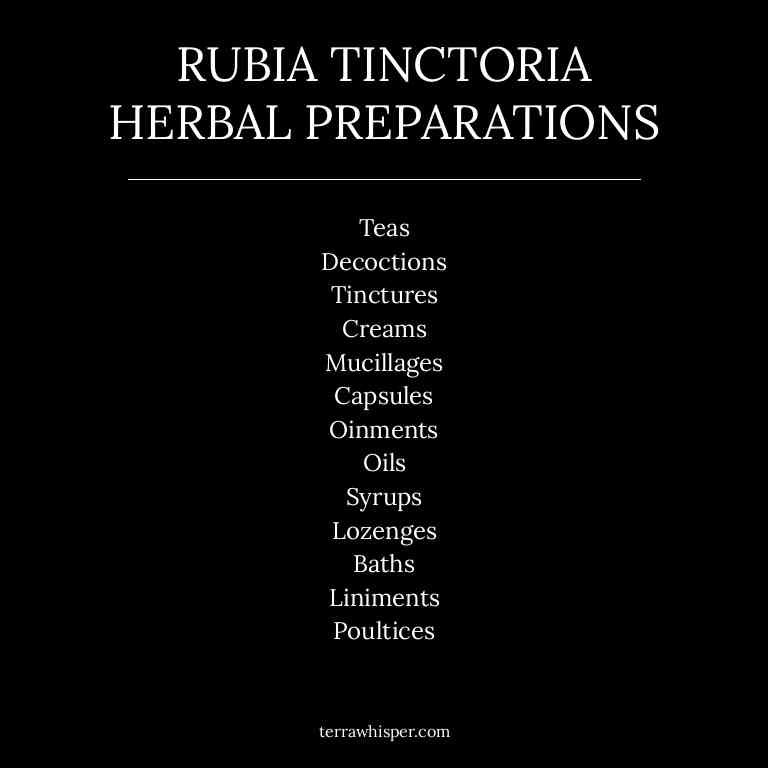 RUBIA TINCTORIA
HERBAL PREPARATIONS
Teas
Decoctions
Tinctures
Creams
Mucillages
Capsules
Oinments
Oils
Syrups
Lozenges
Baths
Liniments
Poultices
terrawhisper.com